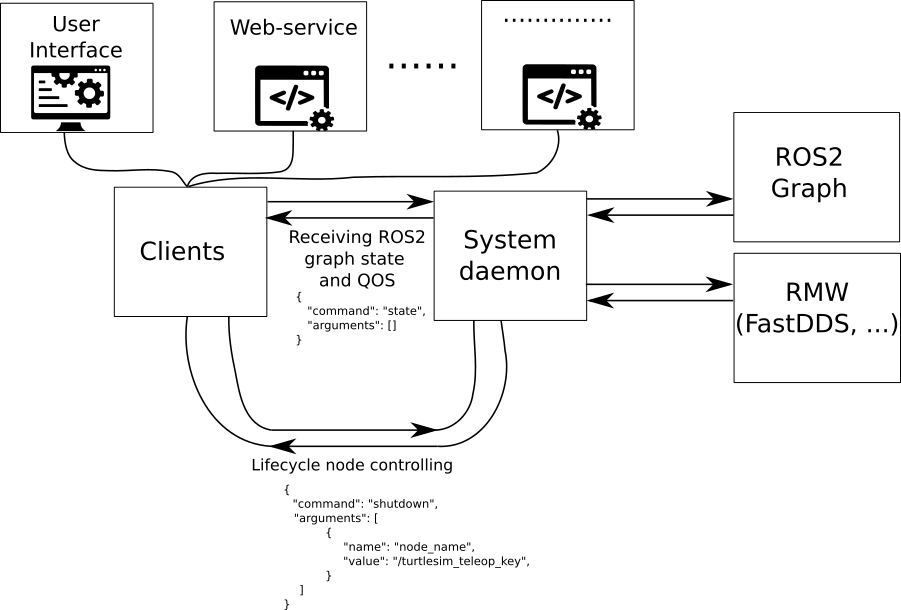 User
Interface
Web-service
</>
......
..............
</>
Clients
System
daemon
ROS2
Graph
RMW
(FastDDS, ...)
Receiving ROS2
graph state
and QOS
{
"command": "state",
"arguments": []
}
Lifecycle node controlling
{
"command": "shutdown",
"arguments": [
{
"name": "node_name",
"value": "/turtlesim_teleop_key",
}
]
}